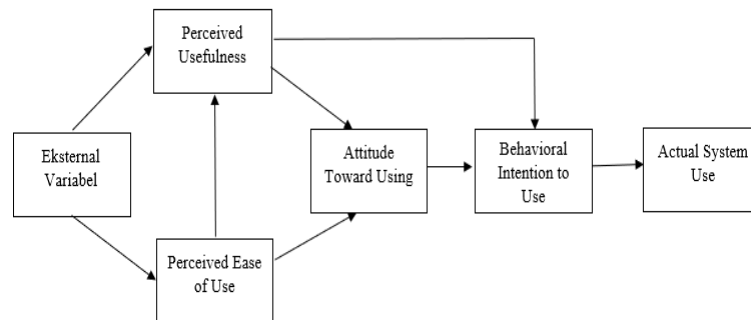 Perceived
Usefulness
Eksternal
Variabel
Attitude
Toward Using
Behavioral
Intention to
Use
Actual System
Use
Perceived Ease
of Use